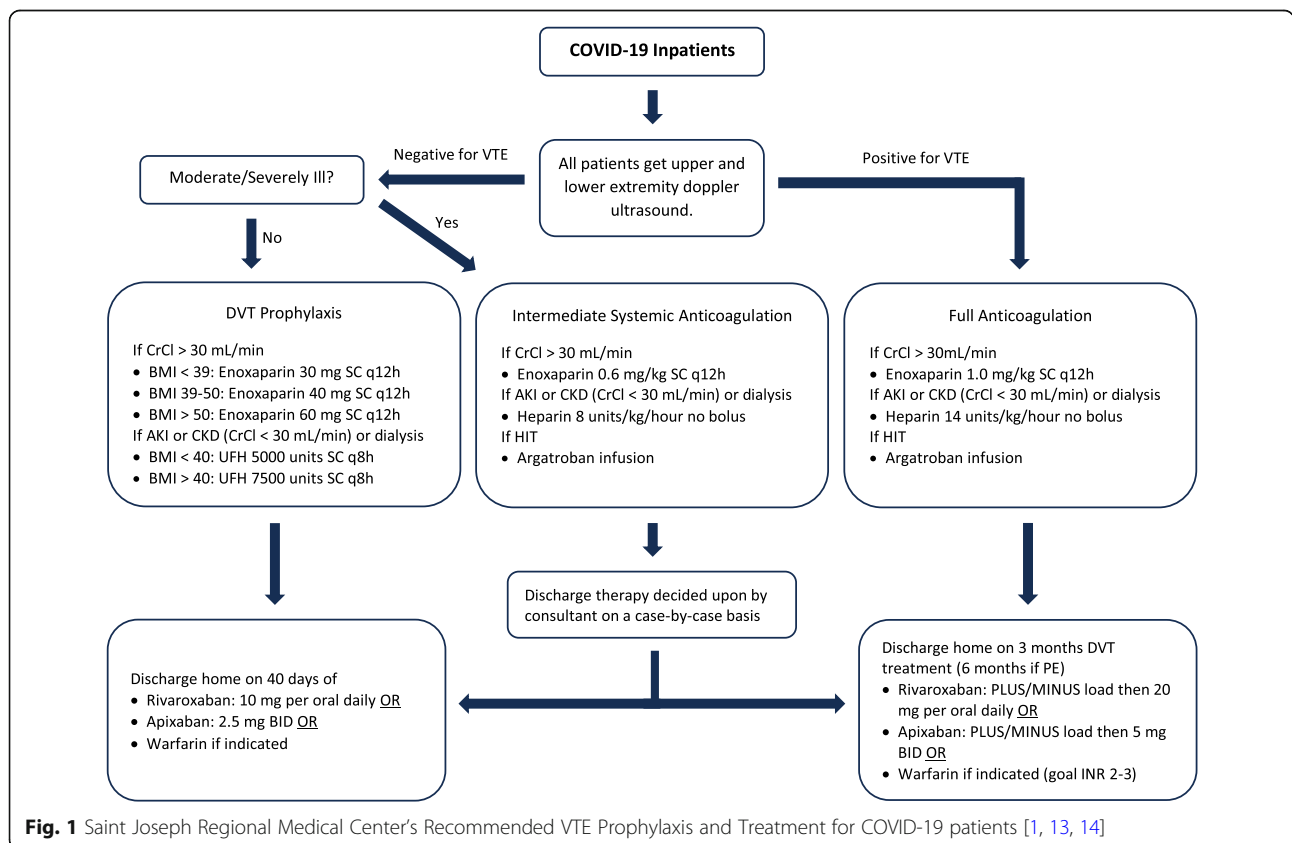 COVID-19 Inpatients
All patients get upper and
lower extremity doppler
ultrasound.
Negative for VTE
Positive for VTE
Moderate/Severely Ill?
No
Yes
DVT Prophylaxis
If CrCl > 30 mL/min
• BMI < 39: Enoxaparin 30 mg SC q12h
• BMI 39-50: Enoxaparin 40 mg SC q12h
• BMI > 50: Enoxaparin 60 mg SC q12h
If AKI or CKD (CrCl < 30 mL/min) or dialysis
• BMI < 40: UFH 5000 units SC q8h
• BMI > 40: UFH 7500 units SC q8h
Intermediate Systemic Anticoagulation
If CrCl > 30 mL/min
• Enoxaparin 0.6 mg/kg SC q12h
If AKI or CKD (CrCl < 30 mL/min) or dialysis
• Heparin 8 units/kg/hour no bolus
If HIT
• Argatroban infusion
Full Anticoagulation
If CrCl > 30mL/min
• Enoxaparin 1.0 mg/kg SC q12h
If AKI or CKD (CrCl < 30 mL/min) or dialysis
• Heparin 14 units/kg/hour no bolus
If HIT
• Argatroban infusion
Discharge therapy decided upon by
consultant on a case-by-case basis
Discharge home on 40 days of
• Rivaroxaban: 10 mg per oral daily OR
• Apixaban: 2.5 mg BID OR
• Warfarin if indicated
Discharge home on 3 months DVT
treatment (6 months if PE)
• Rivaroxaban: PLUS/MINUS load then 20
mg per oral daily OR
• Apixaban: PLUS/MINUS load then 5 mg
BID OR
• Warfarin if indicated (goal INR 2-3)
Fig. 1 Saint Joseph Regional Medical Center's Recommended VTE Prophylaxis and Treatment for COVID-19 patients [1, 13, 14]